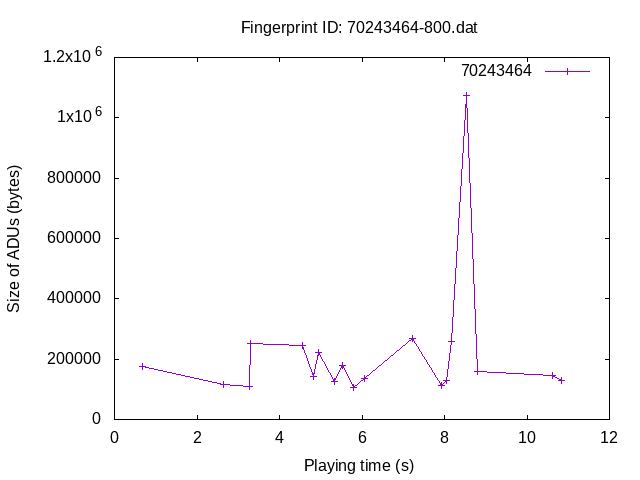 Fingerprint ID: 70243464-800.dat
70243464
1.2x10^6
1x10^6
800000
600000
400000
200000
0
Size of ADUs (bytes)
0 2 4 6 8 10 12
Playing time (s)